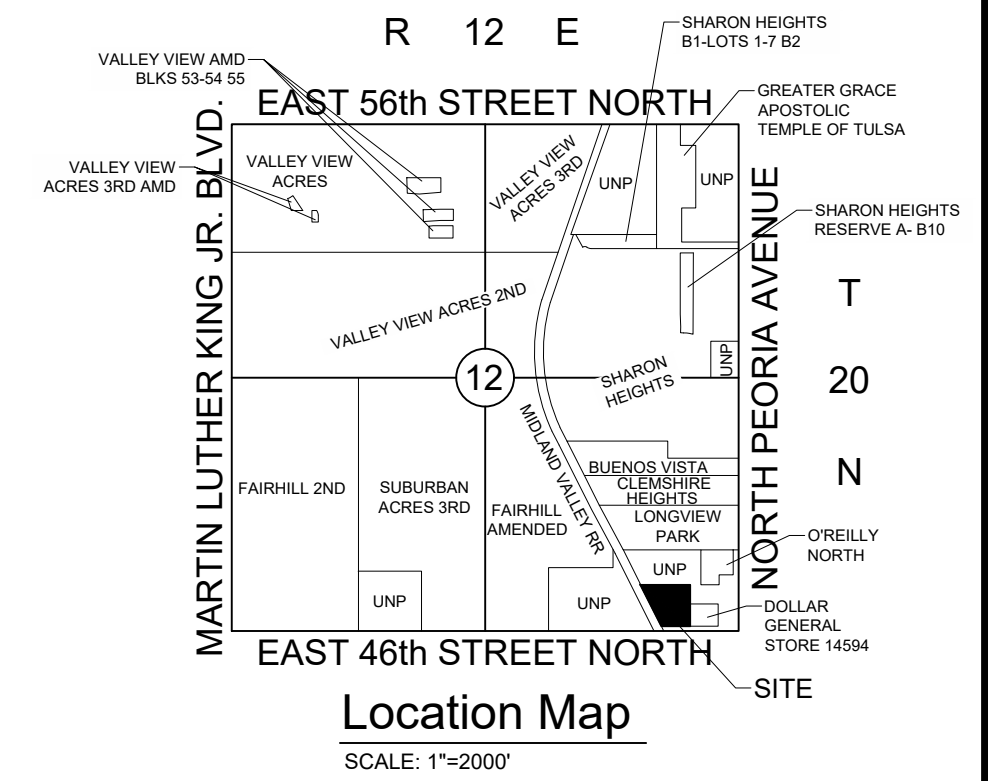 R 12 E
SHARON HEIGHTS
B1-LOTS 1-7 B2
VALLEY VIEW AMD
BLKS 53-54 55
EAST 56th STREET NORTH
GREATER GRACE
APOSTOLIC
TEMPLE OF TULSA
MARTIN LUTHER KING JR. BLVD.
VALLEY VIEW
ACRES 3RD AMD
VALLEY VIEW
ACRES
VALLEY VIEW
ACRES 3RD
UNP
UNP
NORTH PEORIA AVENUE
SHARON HEIGHTS
RESERVE A- B10
T
20
N
VALLEY VIEW ACRES 2ND
UNP
12
SHARON
HEIGHTS
MIDLAND VALLEY RR
FAIRHILL 2ND
SUBURBAN
ACRES 3RD
FAIRHILL
AMENDED
BUENOS VISTA
CLEMSHIRE
HEIGHTS
LONGVIEW
PARK
O'REILLY
NORTH
UNP
UNP
UNP
DOLLAR
GENERAL
STORE 14594
EAST 46th STREET NORTH
SITE
Location Map
SCALE: 1"=2000'